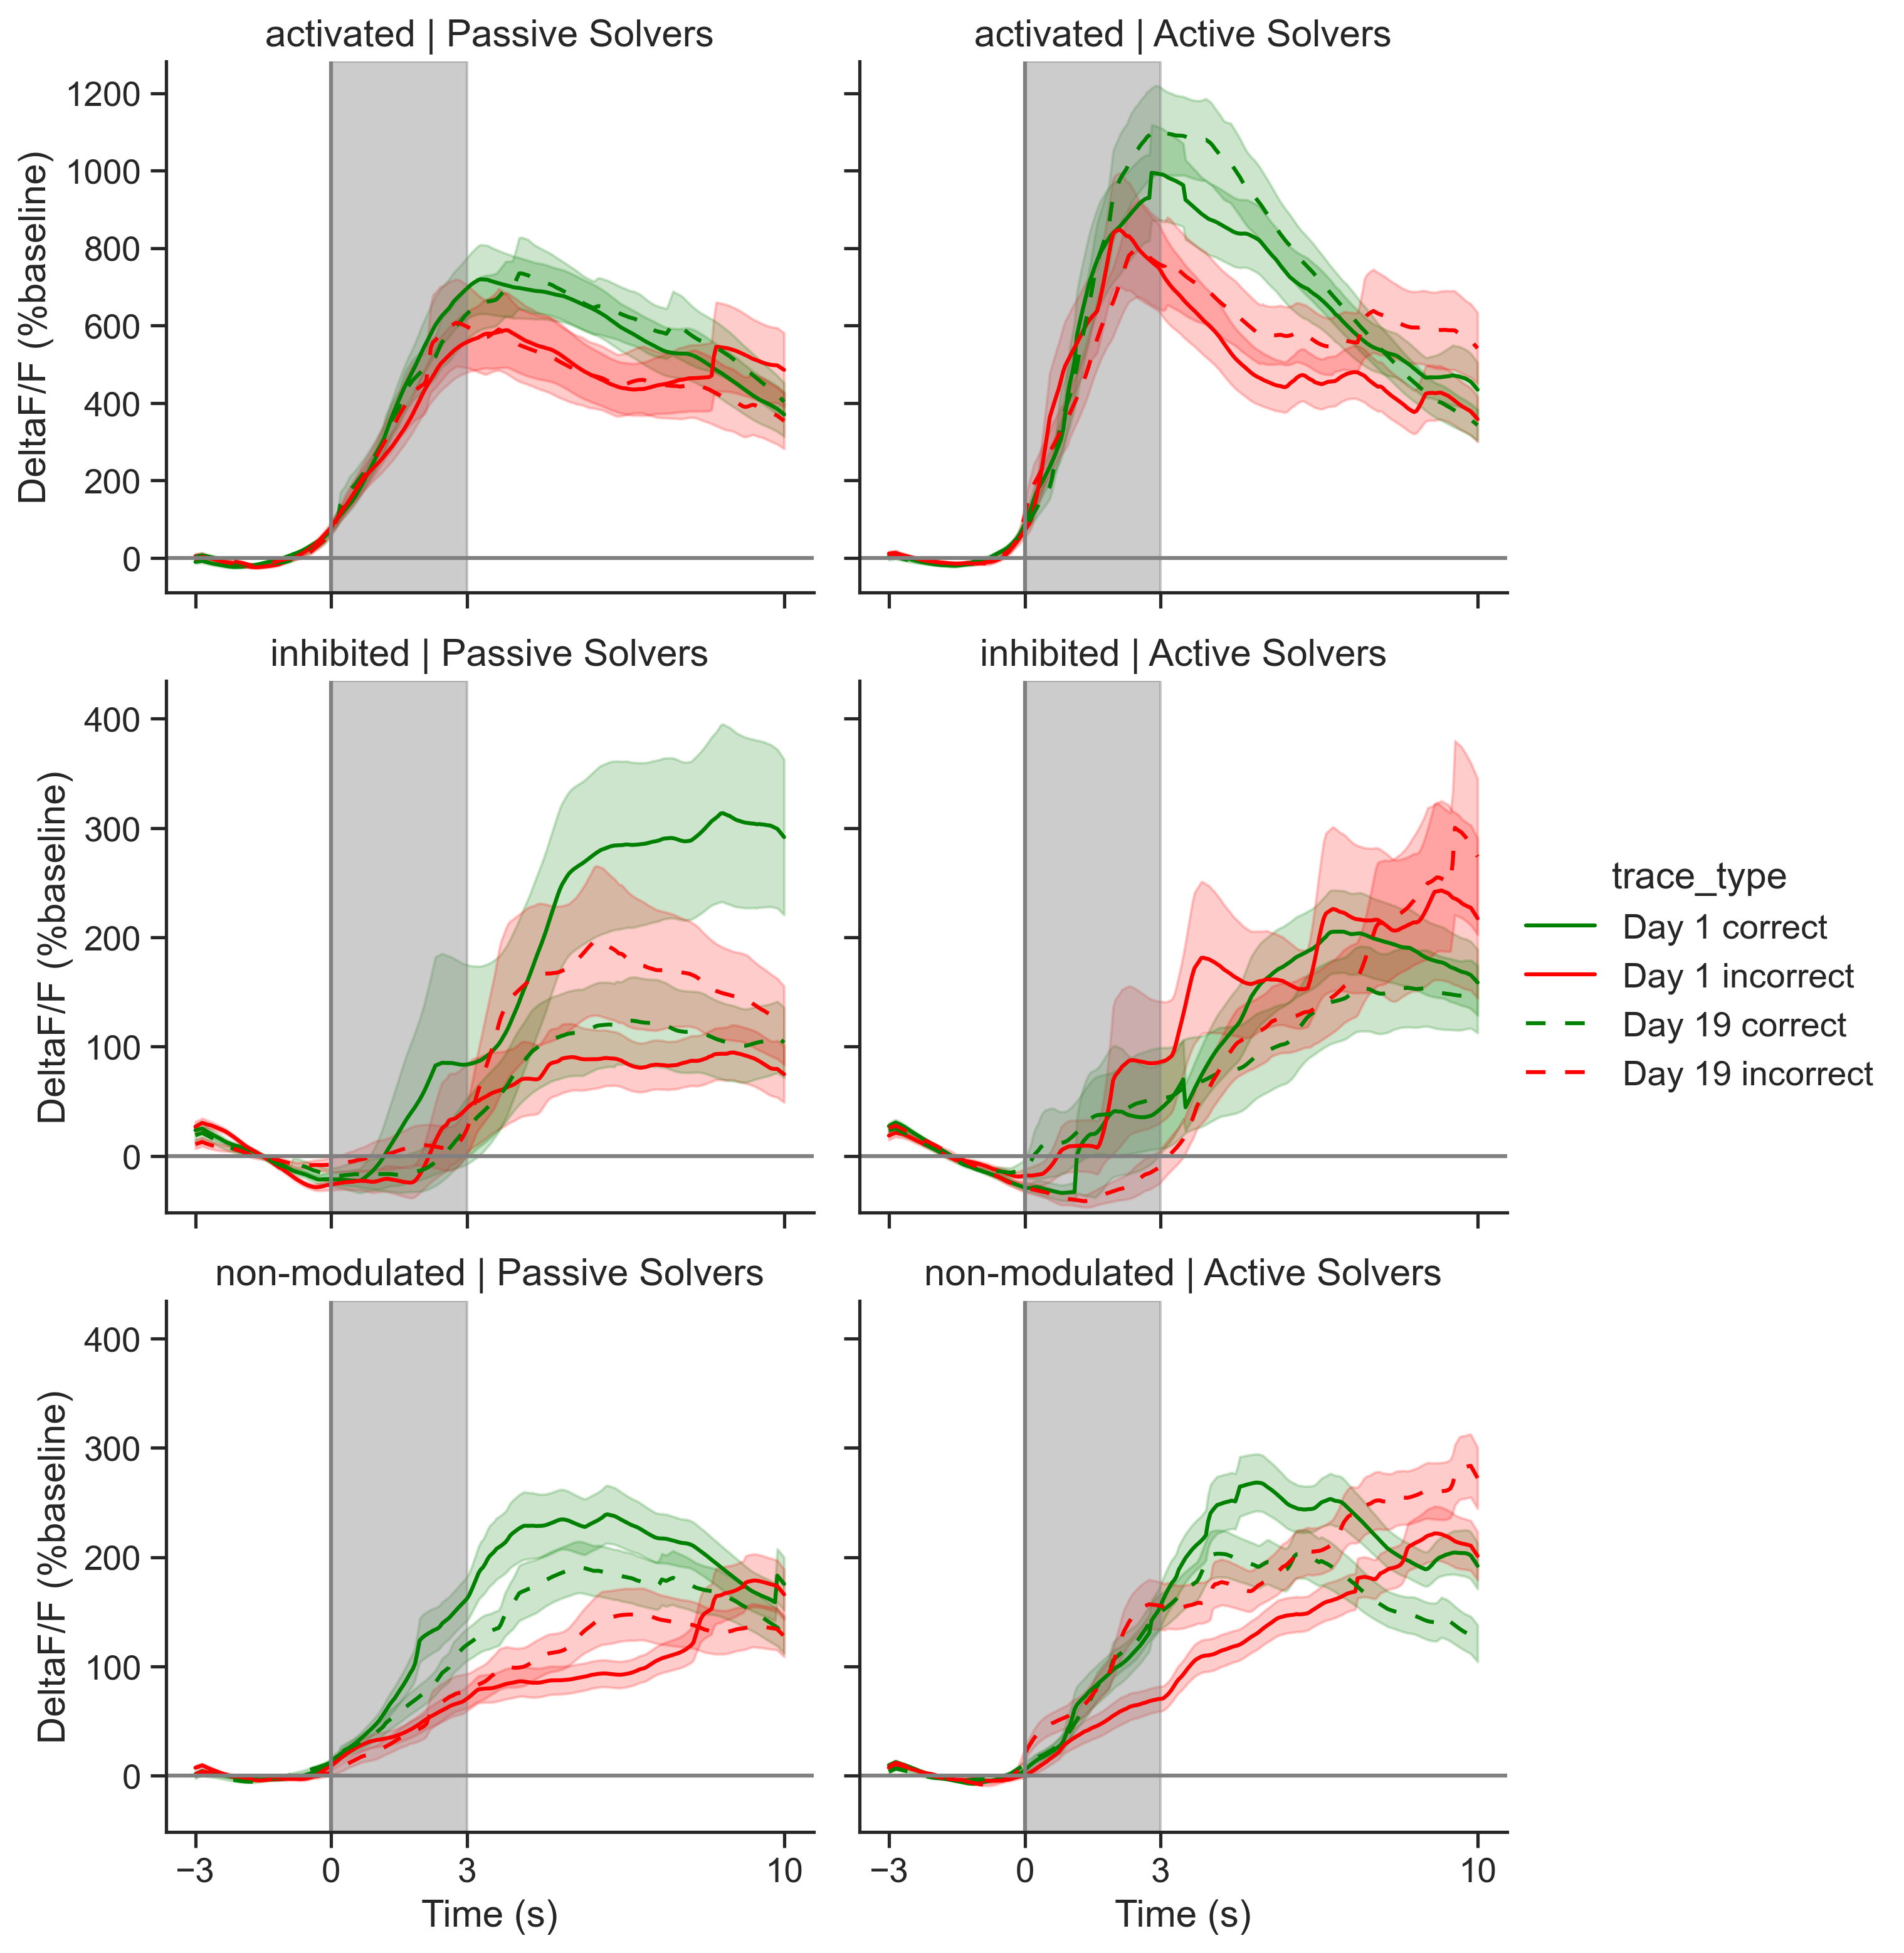 activated | Passive Solvers
activated | Active Solvers
DeltaF/F (%baseline)
1200
1000
800
600
400
200
0
inhibited | Passive Solvers
inhibited | Active Solvers
DeltaF/F (%baseline)
400
300
200
100
0
trace_type
Day 1 correct
Day 1 incorrect
Day 19 correct
Day 19 incorrect
non-modulated | Passive Solvers
non-modulated | Active Solvers
DeltaF/F (%baseline)
400
300
200
100
0
−3 0 3 10
−3 0 3 10
Time (s)
Time (s)